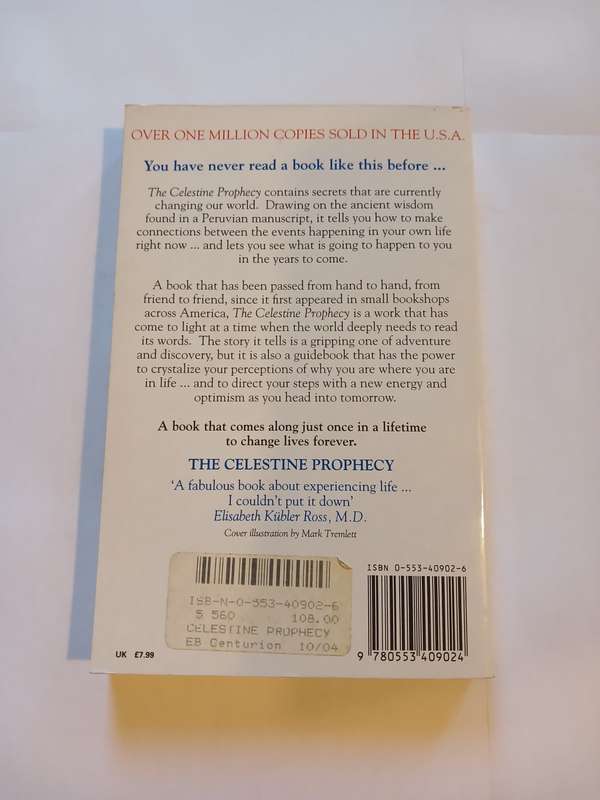 OVER ONE MILLION COPIES SOLD IN THE U.S.A.
You have never read a book like this before ...
The Celestine Prophecy contains secrets that are currently
changing our world. Drawing on the ancient wisdom
found in a Peruvian manuscript, it tells you how to make
connections between the events happening in your own life
right now ... and lets you see what is going to happen to you
in the years to come.
A book that has been passed from hand to hand, from
friend to friend, since it first appeared in small bookshops
across America, The Celestine Prophecy is a work that has
come to light at a time when the world deeply needs to read
its words. The story it tells is a gripping one of adventure
and discovery, but it is also a guidebook that has the power
to crystalize your perceptions of why you are where you are
in life ... and to direct your steps with a new energy and
optimism as you head into tomorrow.
A book that comes along just once in a lifetime
to change lives forever.
THE CELESTINE PROPHECY
'A fabulous book about experiencing life ...
I couldn't put it down'
Elisabeth Kübler Ross, M.D.
Cover illustration by Mark Tremlett
ISBN 0-553-40902-6
ISB-N-0-553-40902-6
5 560 108.00
CELESTINE PROPHECY
EB Centurion 10/04
UK £7.99
9 780553 409024